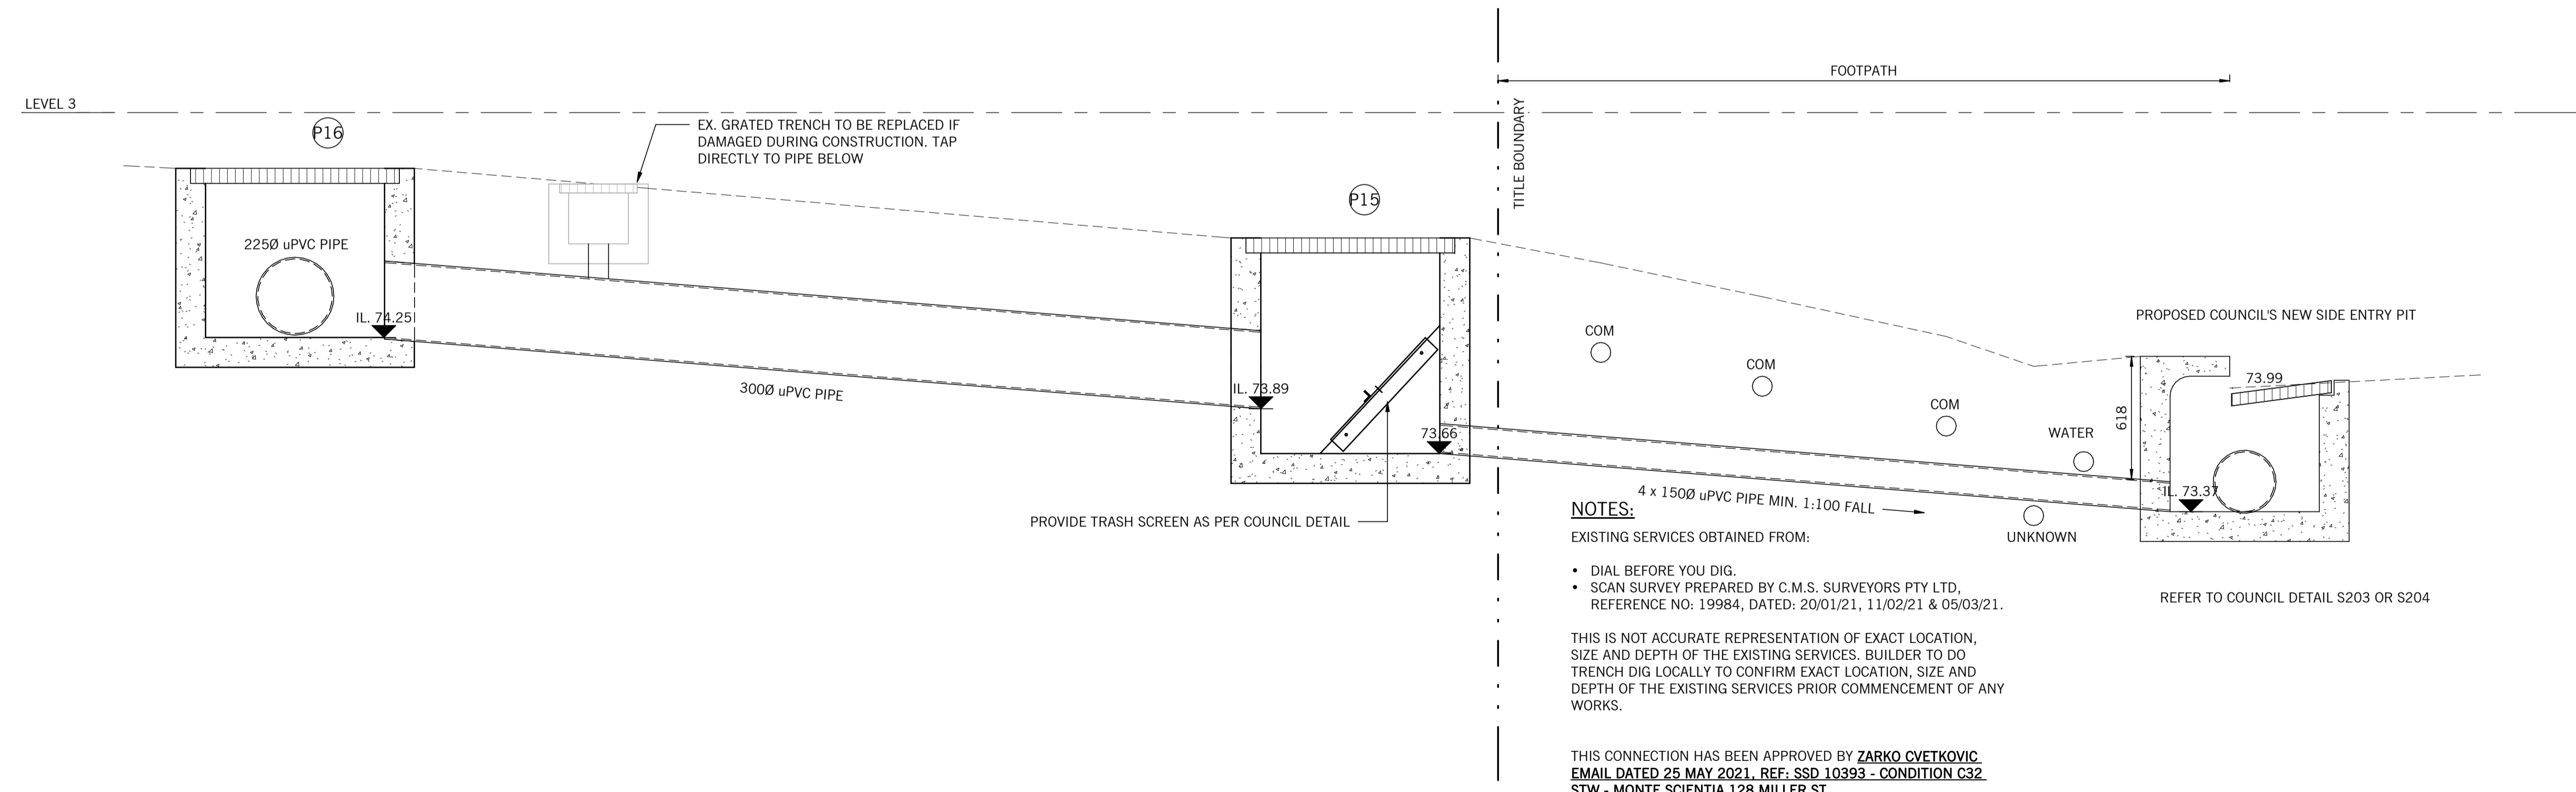 FOOTPATH
LEVEL 3
P16
EX. GRATED TRENCH TO BE REPLACED IF
DAMAGED DURING CONSTRUCTION. TAP
DIRECTLY TO PIPE BELOW
TITLE BOUNDARY
P15
225Ø uPVC PIPE
IL. 74.25
300Ø uPVC PIPE
IL. 73.89
73.66
PROVIDE TRASH SCREEN AS PER COUNCIL DETAIL
COM
COM
COM
WATER
UNKNOWN
PROPOSED COUNCIL'S NEW SIDE ENTRY PIT
73.99
618
IL. 73.37
4 x 150Ø uPVC PIPE MIN. 1:100 FALL
REFER TO COUNCIL DETAIL S203 OR S204
NOTES:
EXISTING SERVICES OBTAINED FROM:
• DIAL BEFORE YOU DIG.
• SCAN SURVEY PREPARED BY C.M.S. SURVEYORS PTY LTD,
REFERENCE NO: 19984, DATED: 20/01/21, 11/02/21 & 05/03/21.
THIS IS NOT ACCURATE REPRESENTATION OF EXACT LOCATION,
SIZE AND DEPTH OF THE EXISTING SERVICES. BUILDER TO DO
TRENCH DIG LOCALLY TO CONFIRM EXACT LOCATION, SIZE AND
DEPTH OF THE EXISTING SERVICES PRIOR COMMENCEMENT OF ANY
WORKS.
THIS CONNECTION HAS BEEN APPROVED BY ZARKO CVETKOVIC
EMAIL DATED 25 MAY 2021, REF: SSD 10393 - CONDITION C32
STW - MONTE SCIENTIA 128 MILLER ST